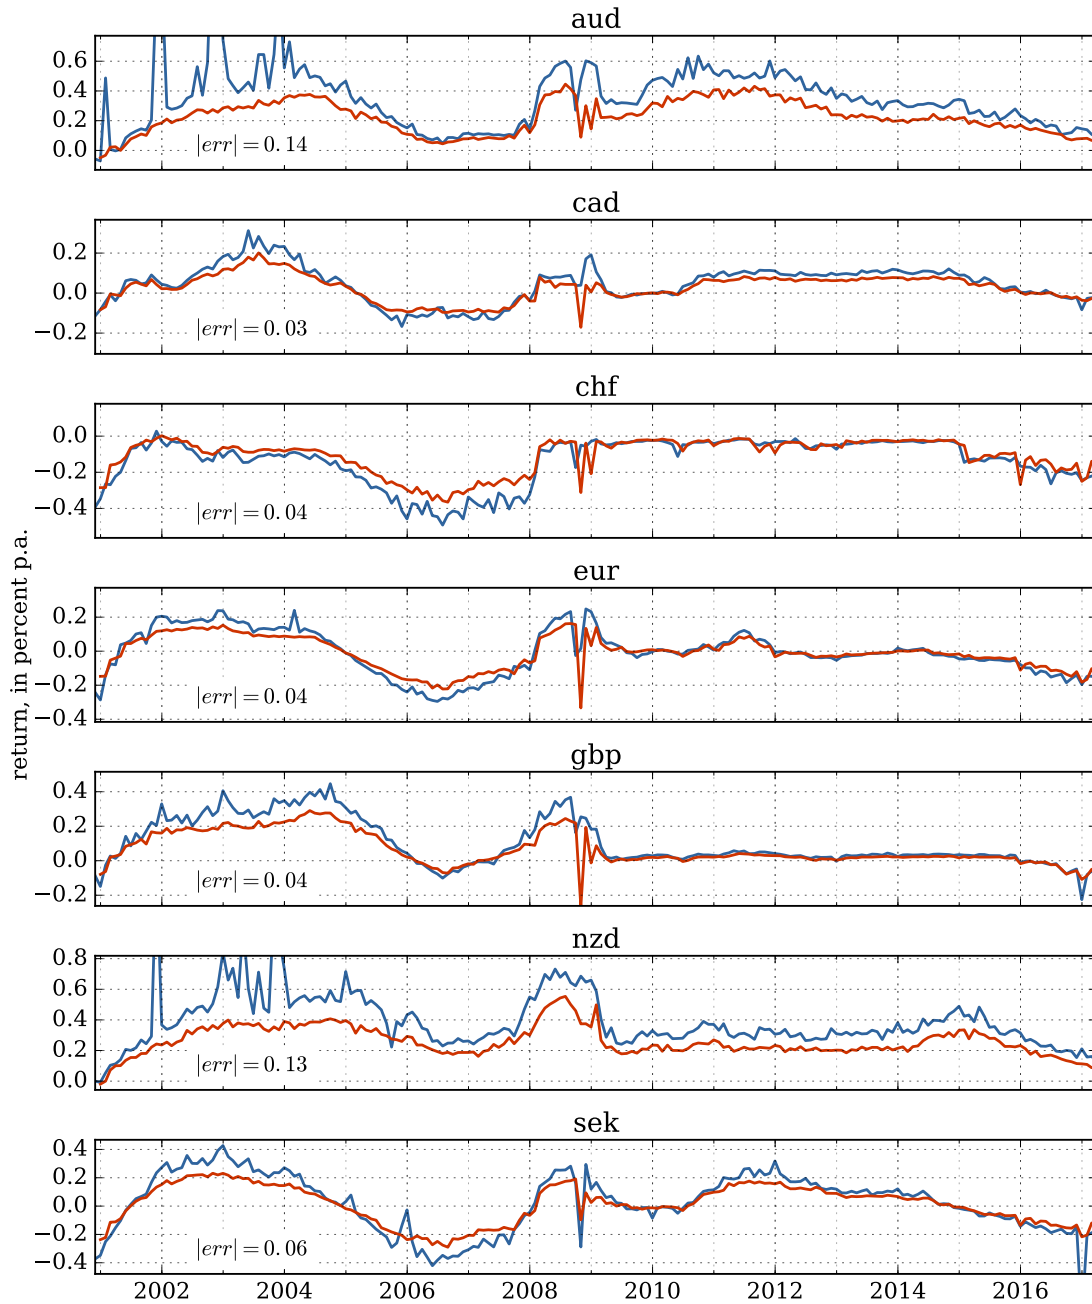 aud
0.6
0.4
0.2
0.0
|err| = 0.14
cad
0.2
0.0
−0.2
|err| = 0.03
chf
0.0
−0.2
−0.4
|err| = 0.04
return, in percent p.a.
eur
0.2
0.0
−0.2
−0.4
|err| = 0.04
gbp
0.4
0.2
0.0
−0.2
|err| = 0.04
nzd
0.8
0.6
0.4
0.2
0.0
|err| = 0.13
sek
0.4
0.2
0.0
−0.2
−0.4
|err| = 0.06
2002 2004 2006 2008 2010 2012 2014 2016